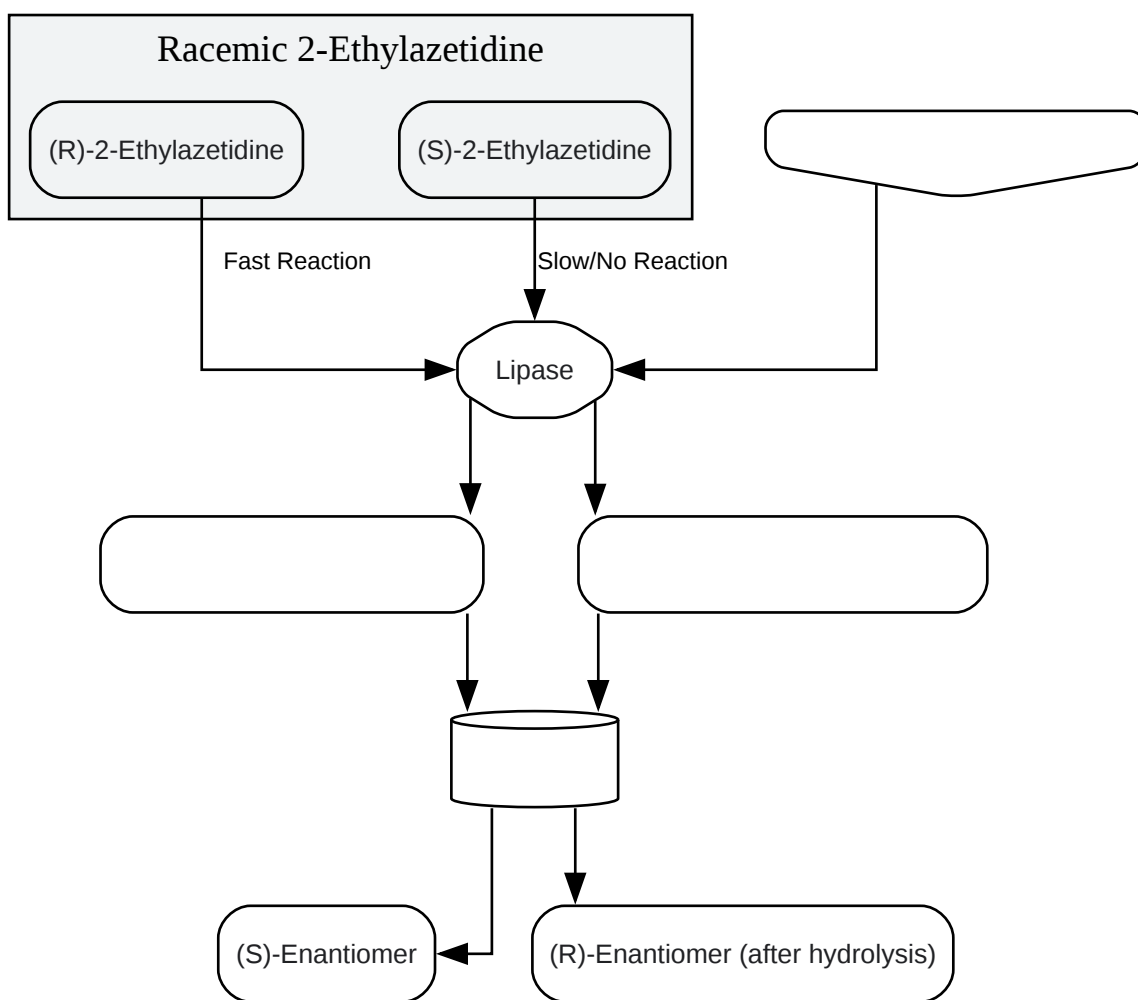 Racemic 2-Ethylazetidine
(R)-2-Ethylazetidine
(S)-2-Ethylazetidine
Fast Reaction
Slow/No Reaction
Lipase
(S)-Enantiomer
(R)-Enantiomer (after hydrolysis)